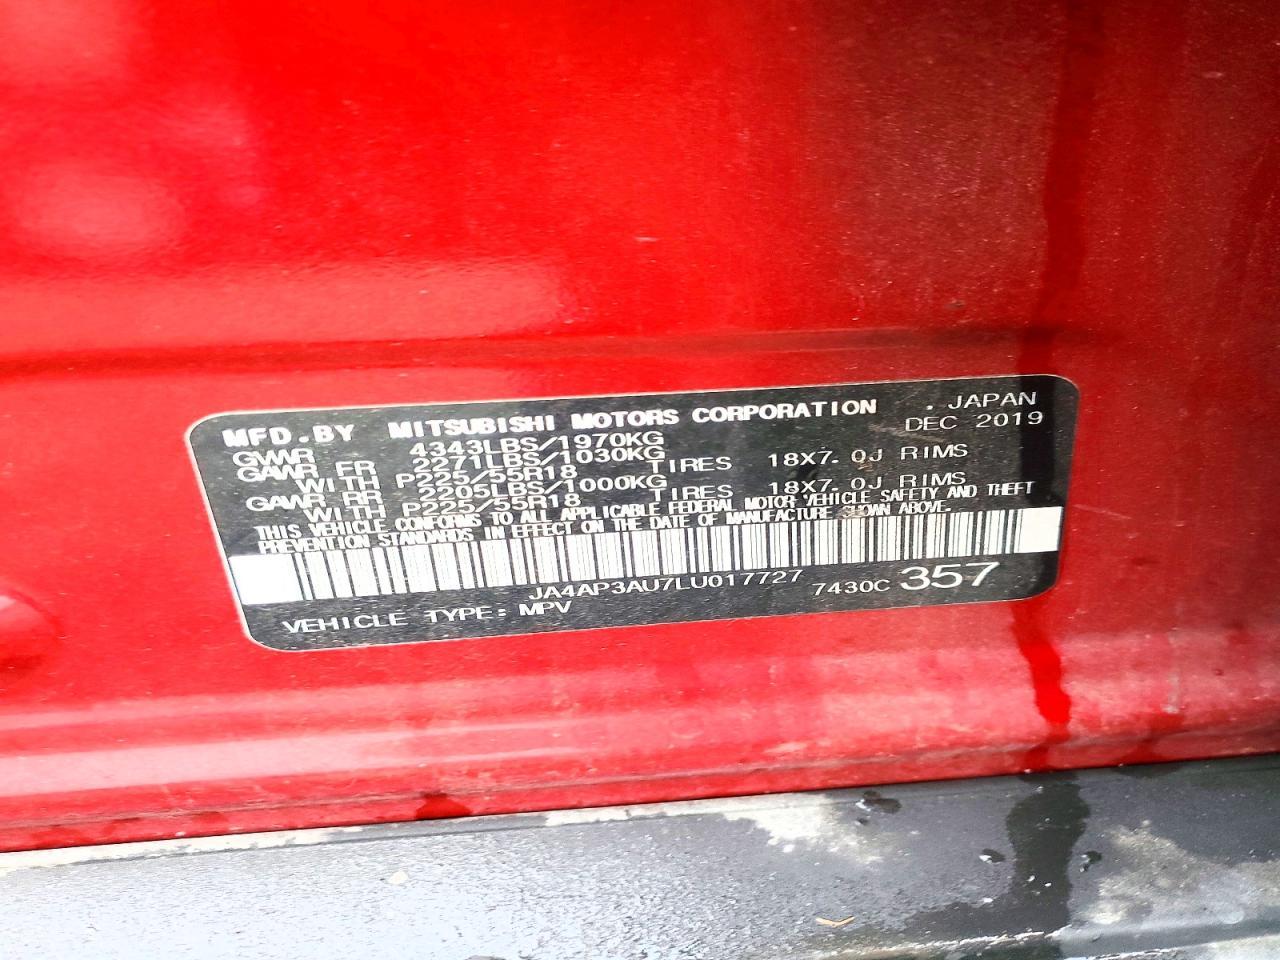 MFD.BY MITSUBISHI MOTORS CORPORATION . JAPAN
GVWR 4343LBS/1970KG DEC 2019
GAWR FR 2271LBS/1030KG
WITH P225/55R18 TIRES 18X7.0J RIMS
GAWR RR 2205LBS/1000KG
WITH P225/55R18 TIRES 18X7.0J RIMS
THIS VEHICLE CONFORMS TO ALL APPLICABLE FEDERAL MOTOR VEHICLE SAFETY AND THEFT
PREVENTION STANDARDS IN EFFECT ON THE DATE OF MANUFACTURE SHOWN ABOVE.
JA4AP3AU7LU017727 7430C 357
VEHICLE TYPE: MPV